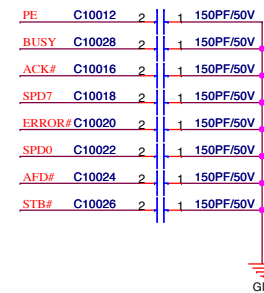 PE C10012 2 1 150PF/50V
BUSY C10028 2 1 150PF/50V
ACK# C10016 2 1 150PF/50V
SPD7 C10018 2 1 150PF/50V
ERROR# C10020 2 1 150PF/50V
SPD0 C10022 2 1 150PF/50V
AFD# C10024 2 1 150PF/50V
STB# C10026 2 1 150PF/50V